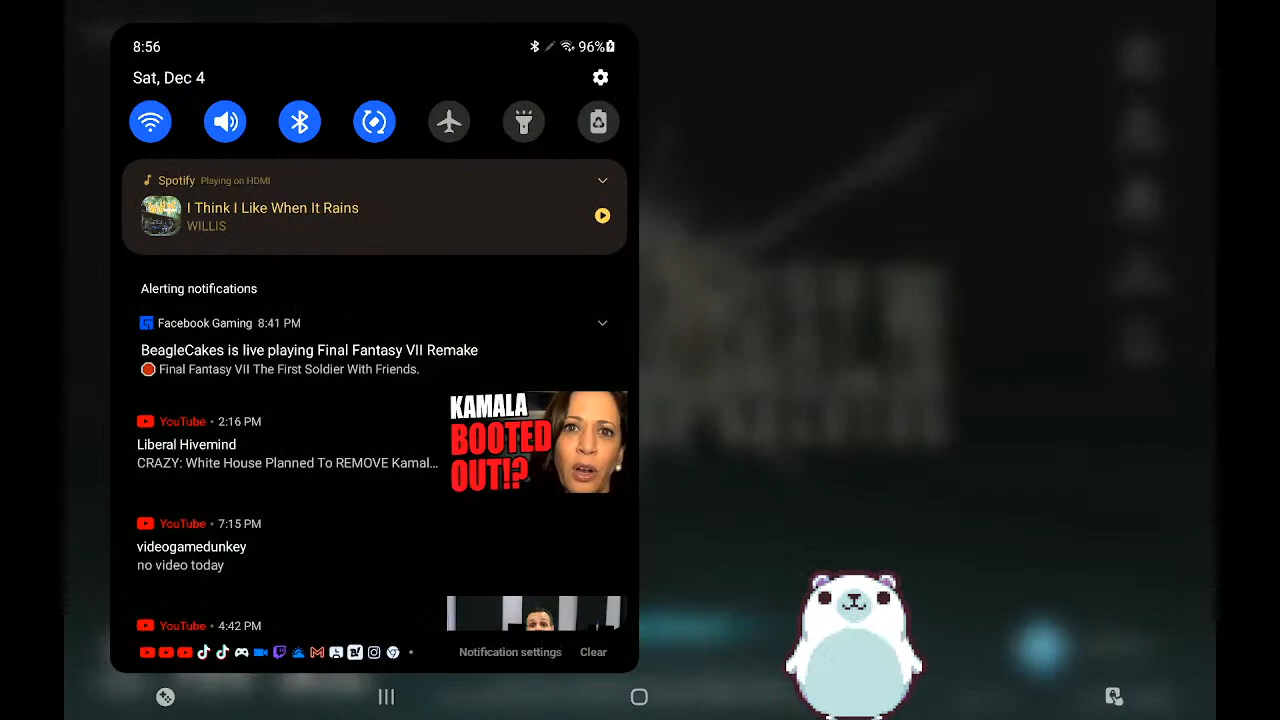 8:56
96%
Sat, Dec 4
Spotify Playing on HDMI
I Think I Like When It Rains
WILLIS
Alerting notifications
Facebook Gaming 8:41 PM
BeagleCakes is live playing Final Fantasy VII Remake
Final Fantasy VII The First Soldier With Friends.
YouTube • 2:16 PM
Liberal Hivemind
CRAZY: White House Planned To REMOVE Kamal...
KAMALA
BOOTED
OUT!?
YouTube • 7:15 PM
videogamedunkey
no video today
YouTube • 4:42 PM
Notification settings
Clear